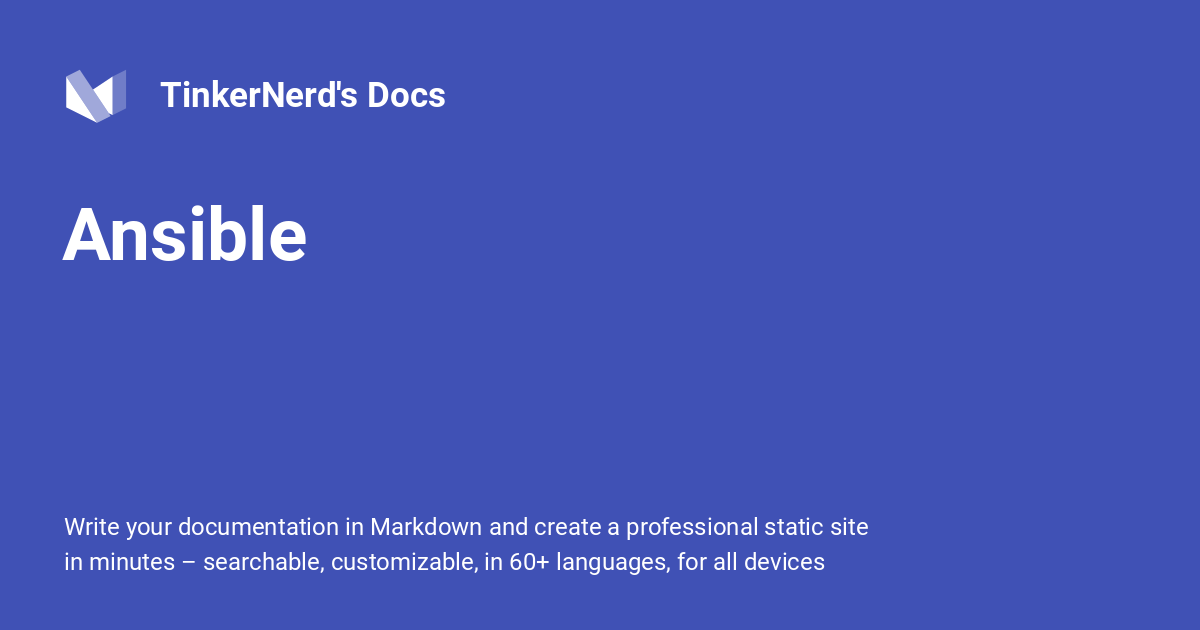 TinkerNerd's Docs
Ansible
Write your documentation in Markdown and create a professional static site
in minutes – searchable, customizable, in 60+ languages, for all devices